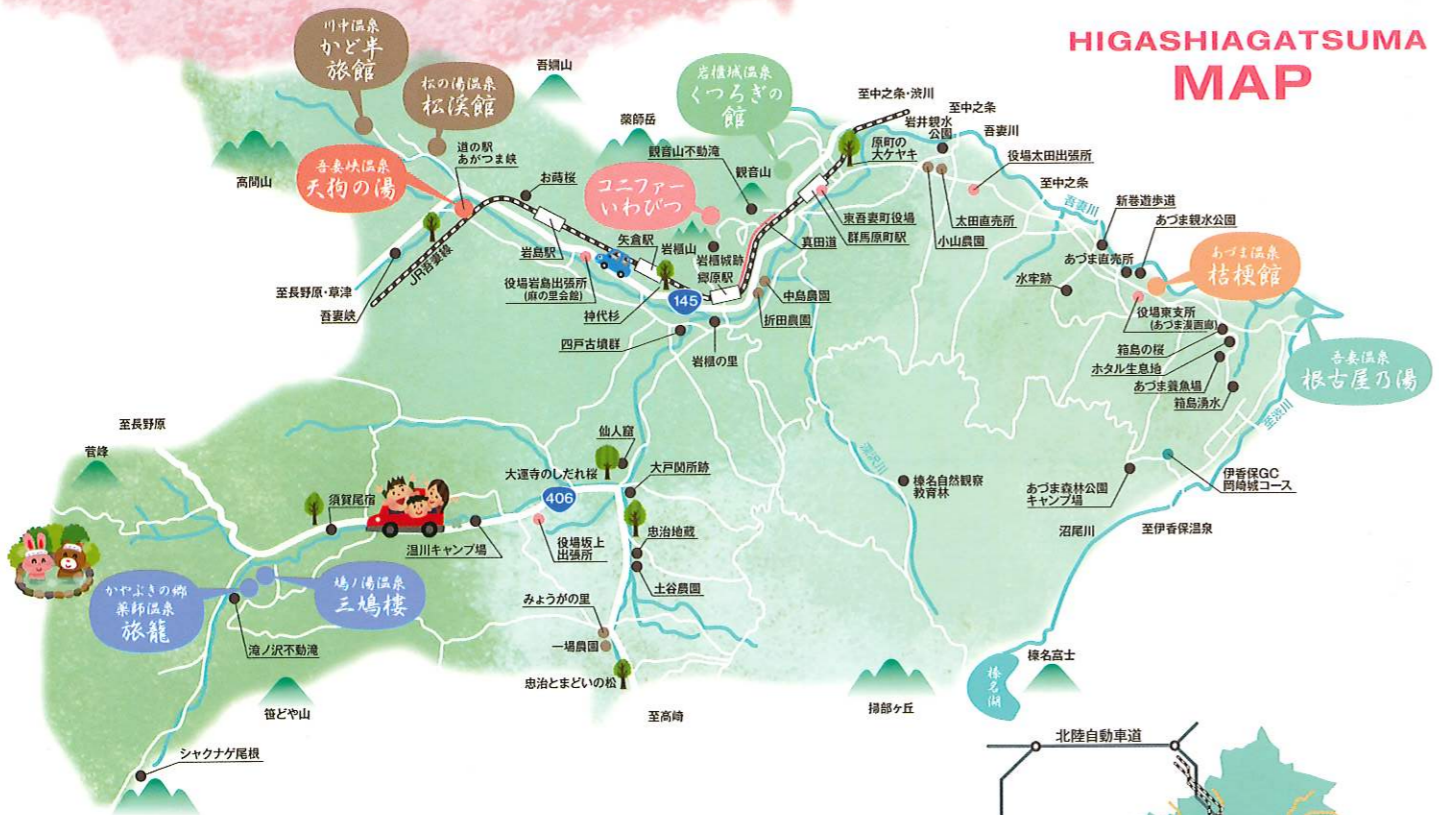 HIGASHIAGATSUMA
MAP
川中温泉
かど半
旅館
松の湯温泉
松渓館
吾妻峡温泉
天狗の湯
道の駅
あがつま峡
高間山
吾嬬山
薬師岳
岩櫃城温泉
くつろぎの
館
観音山不動滝
観音山
コニファー
いわびつ
お蒔桜
岩島駅
矢倉駅
岩櫃山
岩櫃城跡
郷原駅
役場岩島出張所
(麻の里会館)
神代杉
145
JR吾妻線
至長野原・草津
吾妻峡
四戸古墳群
岩櫃の里
中島農園
折田農園
真田道
群馬原町駅
東吾妻町役場
原町の
大ケヤキ
至中之条・渋川
岩井親水
公園
至中之条
吾妻川
役場太田出張所
太田直売所
小山農園
至中之条
吾妻川
新巻遊歩道
あづま親水公園
あづま直売所
水牢跡
あづま温泉
桔梗館
役場東支所
(あづま漫画廊)
箱島の桜
ホタル生息地
あづま養魚場
箱島湧水
吾妻温泉
根古屋乃湯
至渋川
伊香保GC
岡崎城コース
あづま森林公園
キャンプ場
沼尾川
至伊香保温泉
榛名自然観察
教育林
深沢川
至長野原
菅峰
須賀尾宿
大運寺のしだれ桜
仙人窟
406
大戸関所跡
温川キャンプ場
役場坂上
出張所
忠治地蔵
土谷農園
みょうがの里
一場農園
忠治とまどいの松
至高崎
かやぶきの郷
薬師温泉
旅籠
鳩ノ湯温泉
三鳩樓
滝ノ沢不動滝
笹どや山
シャクナゲ尾根
掃部ヶ丘
榛名富士
榛名湖
北陸自動車道